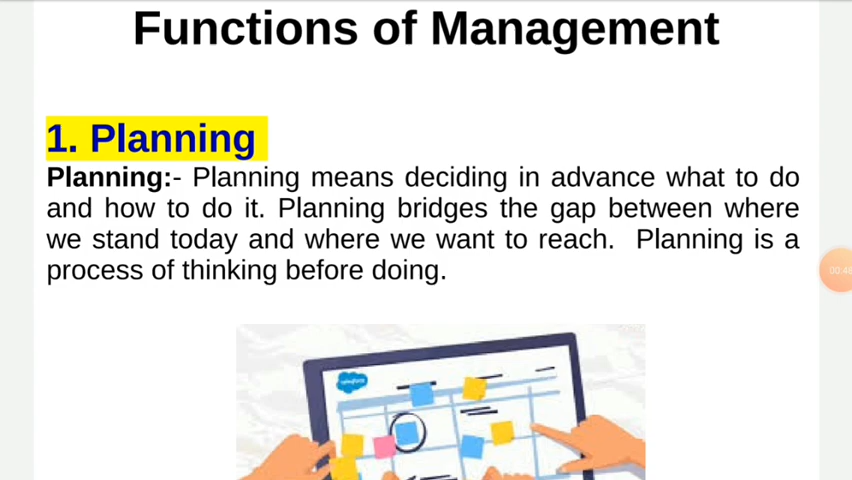 Functions of Management
1. Planning
Planning:- Planning means deciding in advance what to do
and how to do it. Planning bridges the gap between where
we stand today and where we want to reach. Planning is a
process of thinking before doing.
salesforce